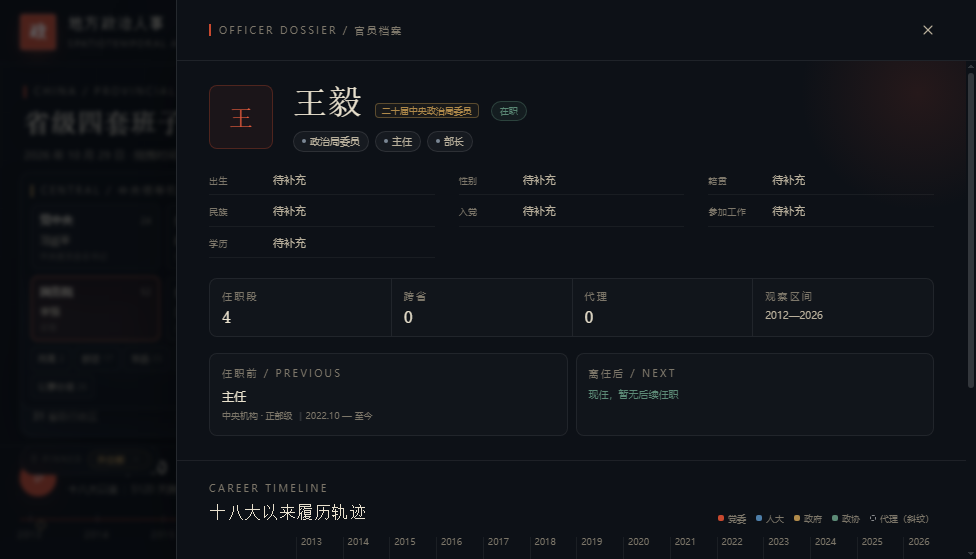 OFFICER DOSSIER / 官员档案
王
王毅
二十届中央政治局委员
在职
政治局委员
主任
部长
出生 待补充
性别 待补充
籍贯 待补充
民族 待补充
入党 待补充
参加工作 待补充
学历 待补充
任职段
4
跨省
0
代理
0
观察区间
2012—2026
任职前 / PREVIOUS
主任
中央机构 · 正部级 | 2022.10 — 至今
离任后 / NEXT
现任，暂无后续任职
CAREER TIMELINE
十八大以来履历轨迹
党委 人大 政府 政协 代理（斜纹）
2013 2014 2015 2016 2017 2018 2019 2020 2021 2022 2023 2024 2025 2026